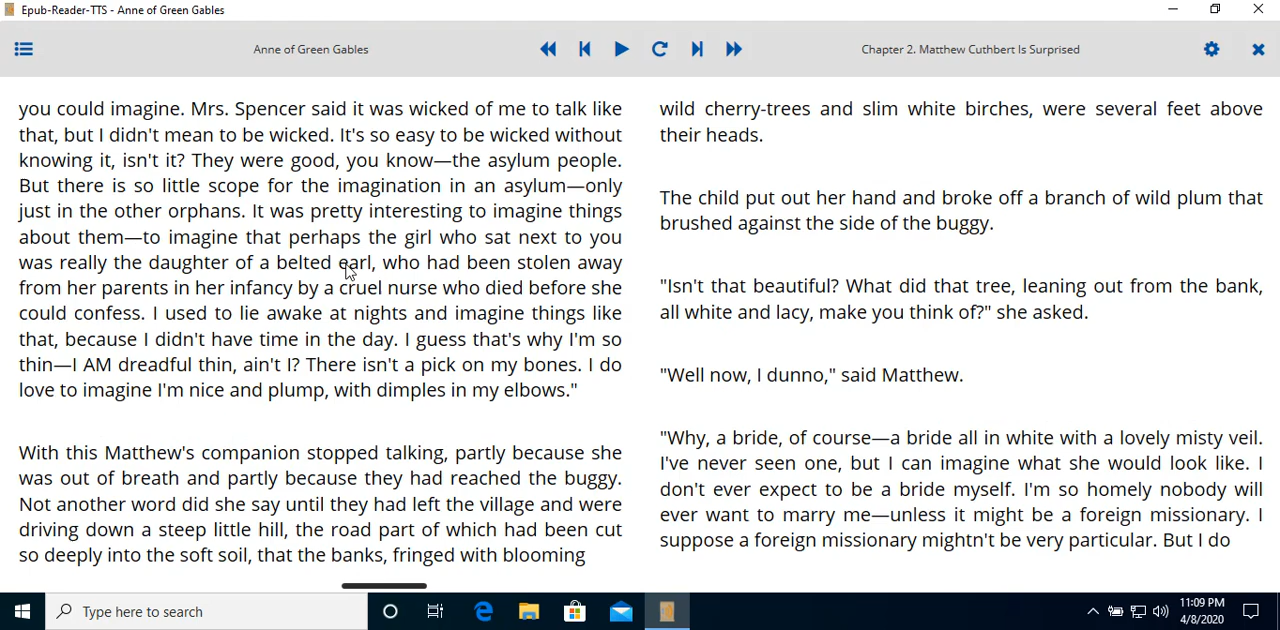 Epub-Reader-TTS - Anne of Green Gables
Anne of Green Gables
Chapter 2. Matthew Cuthbert Is Surprised
you could imagine. Mrs. Spencer said it was wicked of me to talk like
that, but I didn't mean to be wicked. It's so easy to be wicked without
knowing it, isn't it? They were good, you know—the asylum people.
But there is so little scope for the imagination in an asylum—only
just in the other orphans. It was pretty interesting to imagine things
about them—to imagine that perhaps the girl who sat next to you
was really the daughter of a belted earl, who had been stolen away
from her parents in her infancy by a cruel nurse who died before she
could confess. I used to lie awake at nights and imagine things like
that, because I didn't have time in the day. I guess that's why I'm so
thin—I AM dreadful thin, ain't I? There isn't a pick on my bones. I do
love to imagine I'm nice and plump, with dimples in my elbows."
With this Matthew's companion stopped talking, partly because she
was out of breath and partly because they had reached the buggy.
Not another word did she say until they had left the village and were
driving down a steep little hill, the road part of which had been cut
so deeply into the soft soil, that the banks, fringed with blooming
wild cherry-trees and slim white birches, were several feet above
their heads.
The child put out her hand and broke off a branch of wild plum that
brushed against the side of the buggy.
"Isn't that beautiful? What did that tree, leaning out from the bank,
all white and lacy, make you think of?" she asked.
"Well now, I dunno," said Matthew.
"Why, a bride, of course—a bride all in white with a lovely misty veil.
I've never seen one, but I can imagine what she would look like. I
don't ever expect to be a bride myself. I'm so homely nobody will
ever want to marry me—unless it might be a foreign missionary. I
suppose a foreign missionary mightn't be very particular. But I do
Type here to search
11:09 PM
4/8/2020